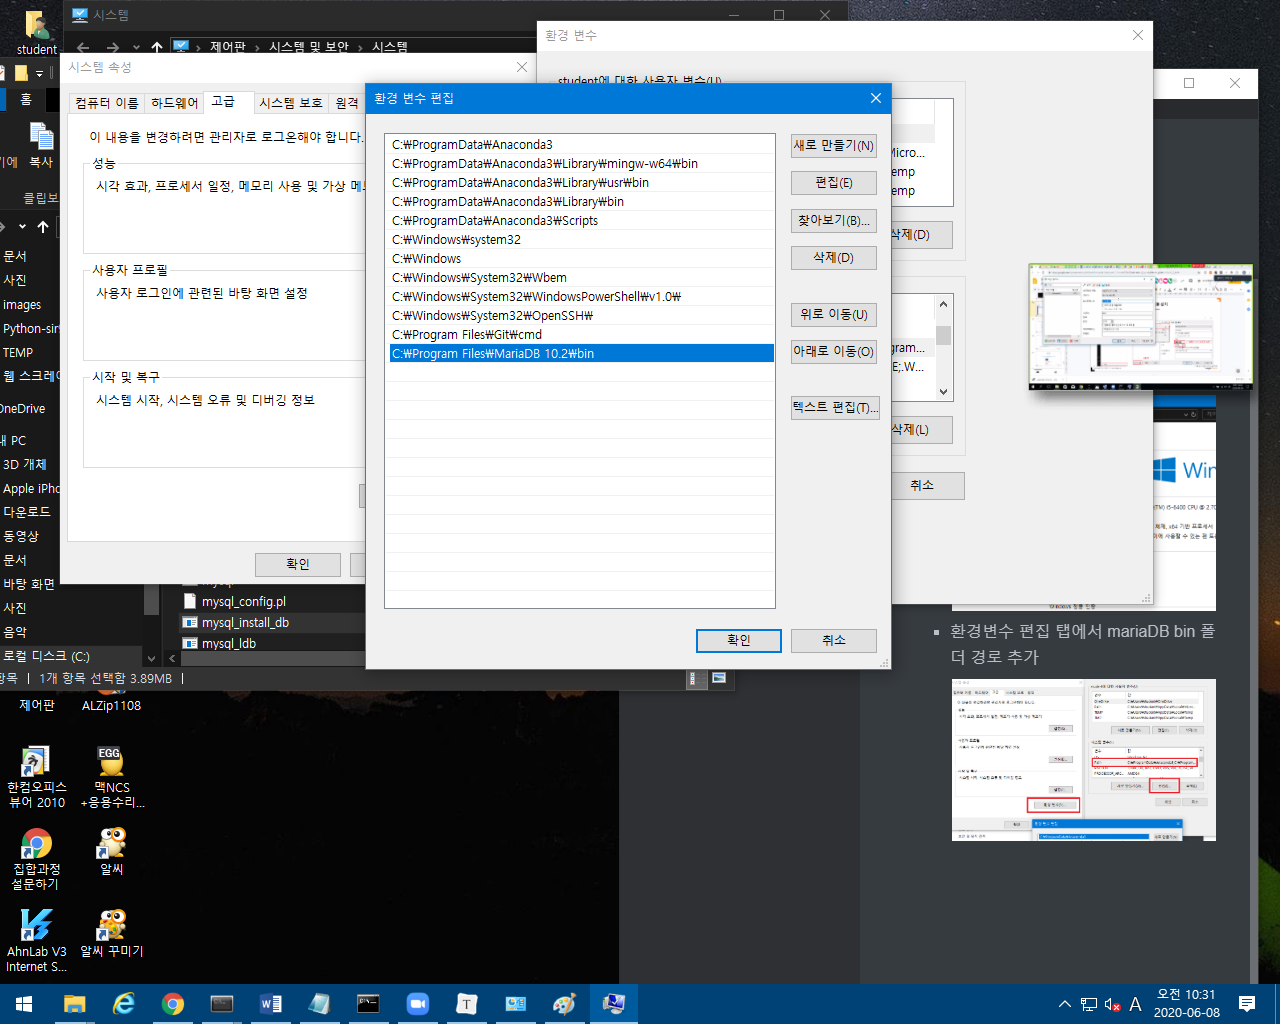 student
시스템
제어판 › 시스템 및 보안 › 시스템
홈
복사
클립보
문서
사진
images
TEMP
OneDrive
내 PC
3D 개체
다운로드
동영상
문서
바탕 화면
사진
음악
로컬 디스크 (C:)
1개 항목 선택함 3.89MB
mysql_config.pl
mysql_install_db
mysql_ldb
시스템 속성
컴퓨터 이름
하드웨어
고급
시스템 보호
원격
이 내용을 변경하려면 관리자로 로그온해야 합니다.
성능
시각 효과, 프로세서 일정, 메모리 사용 및 가상 메
사용자 프로필
사용자 로그인에 관련된 바탕 화면 설정
시작 및 복구
시스템 시작, 시스템 오류 및 디버깅 정보
확인
환경 변수
student에 대한 사용자 변수(U)
Micro...
emp
emp
삭제(D)
gram...
E;.W...
삭제(L)
취소
환경 변수 편집
C:₩ProgramData₩Anaconda3
C:₩ProgramData₩Anaconda3₩Library₩mingw-w64₩bin
C:₩ProgramData₩Anaconda3₩Library₩usr₩bin
C:₩ProgramData₩Anaconda3₩Library₩bin
C:₩ProgramData₩Anaconda3₩Scripts
C:₩Windows₩system32
C:₩Windows
C:₩Windows₩System32₩Wbem
C:₩Windows₩System32₩WindowsPowerShell₩v1.0₩
C:₩Windows₩System32₩OpenSSH₩
C:₩Program Files₩Git₩cmd
C:₩Program Files₩MariaDB 10.2₩bin
새로 만들기(N)
편집(E)
찾아보기(B)...
삭제(D)
위로 이동(U)
아래로 이동(O)
텍스트 편집(T)...
확인
취소
Win
환경변수 편집 탭에서 mariaDB bin 폴
더 경로 추가
제어판
ALZip1108
한컴오피스
뷰어 2010
EGG
맥NCS
+응용수리...
집합과정
설문하기
알씨
AhnLab V3
Internet S...
알씨 꾸미기
A
오전 10:31
2020-06-08